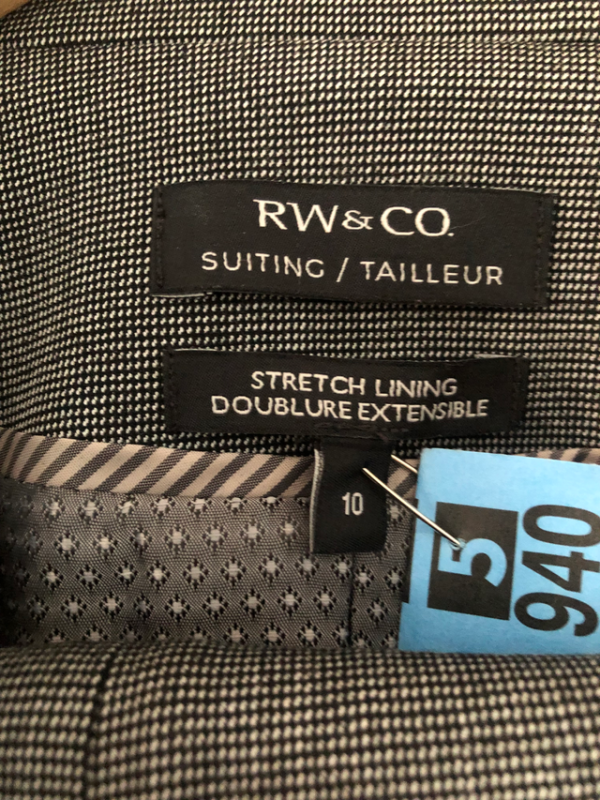 RW&CO.
SUITING / TAILLEUR
STRETCH LINING
DOUBLURE EXTENSIBLE
10
5
940